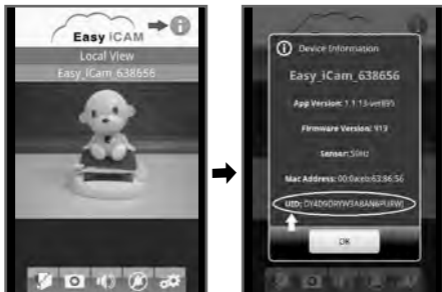 Easy iCAM
Local View
Easy_iCam_638656
Device Information
Easy_iCam_638656
App Version: 1.1.13-ver895
Firmware Version: 913
Sensor: 50Hz
Mac Address: 00:0a:eb:63:86:56
UID:
OK